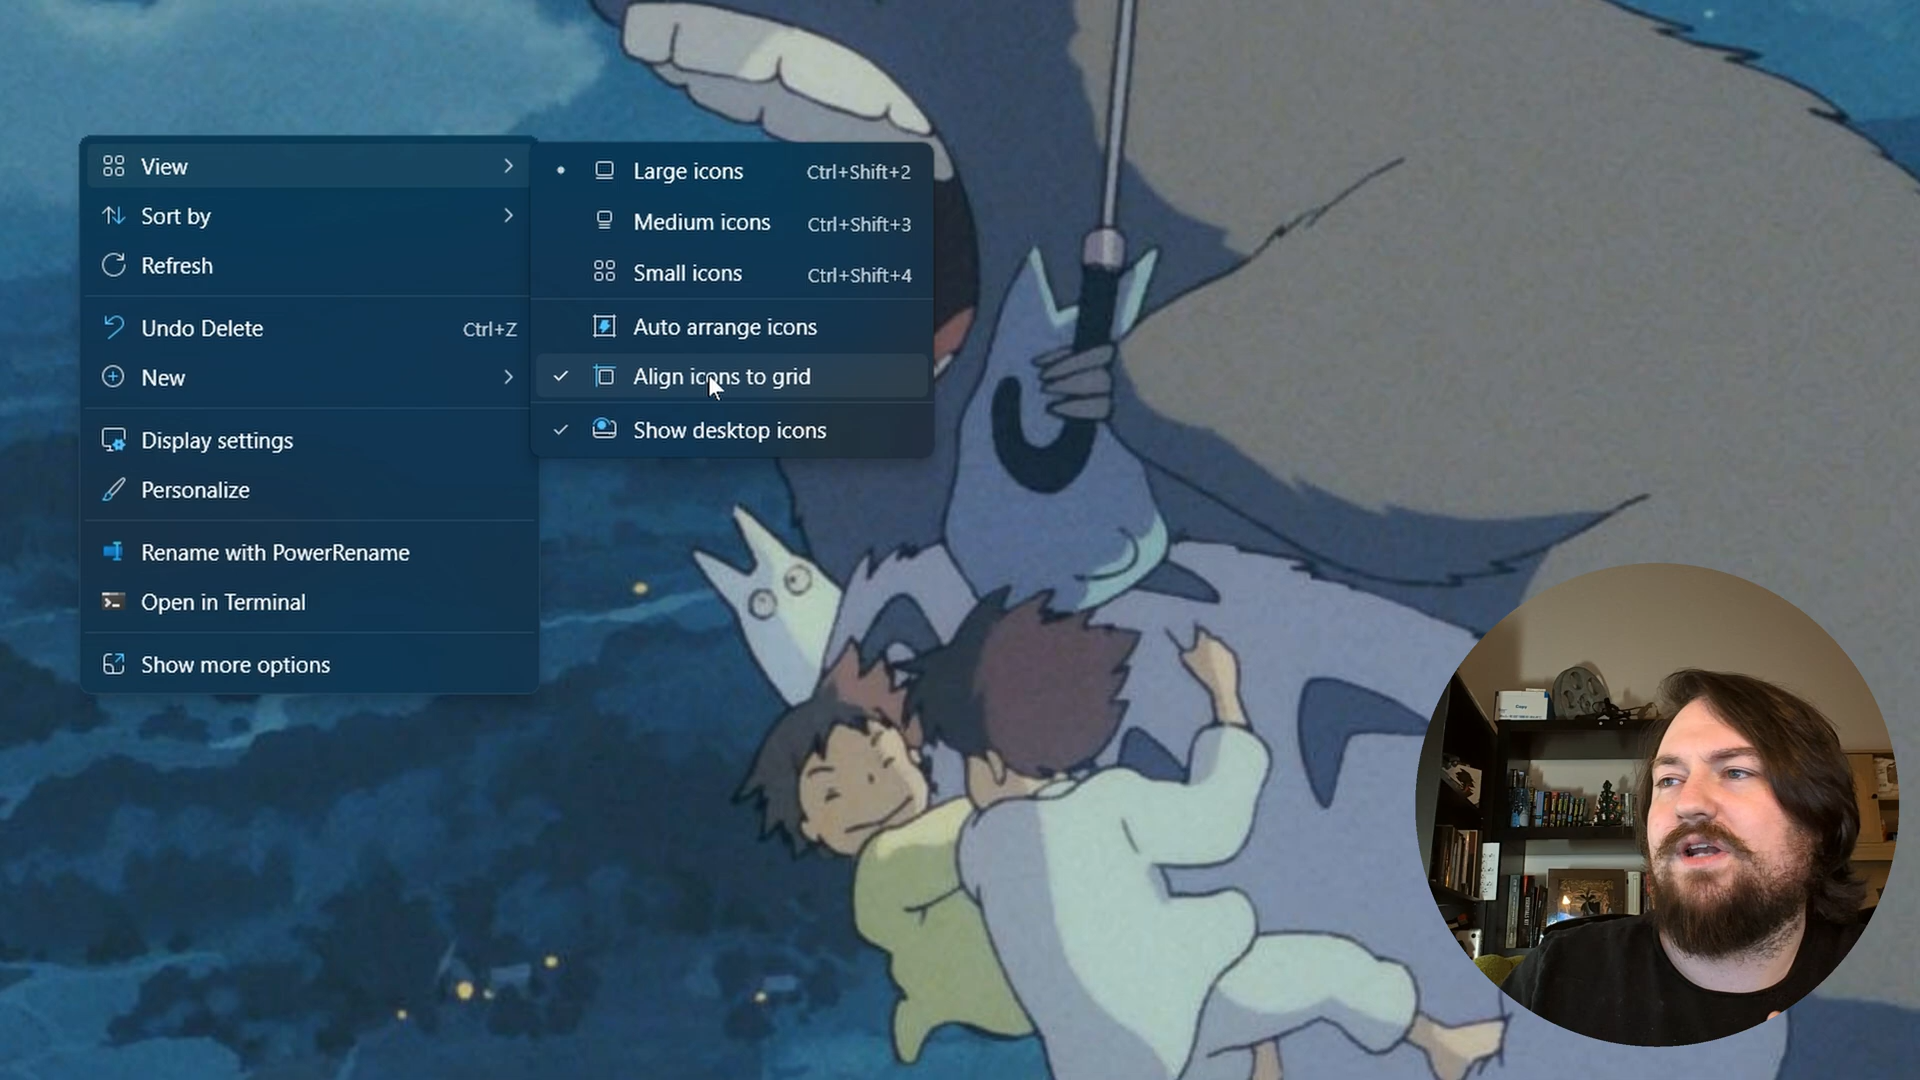 View
Sort by
Refresh
Undo Delete Ctrl+Z
New
Display settings
Personalize
Rename with PowerRename
Open in Terminal
Show more options
Large icons Ctrl+Shift+2
Medium icons Ctrl+Shift+3
Small icons Ctrl+Shift+4
Auto arrange icons
Align icons to grid
Show desktop icons
Copy